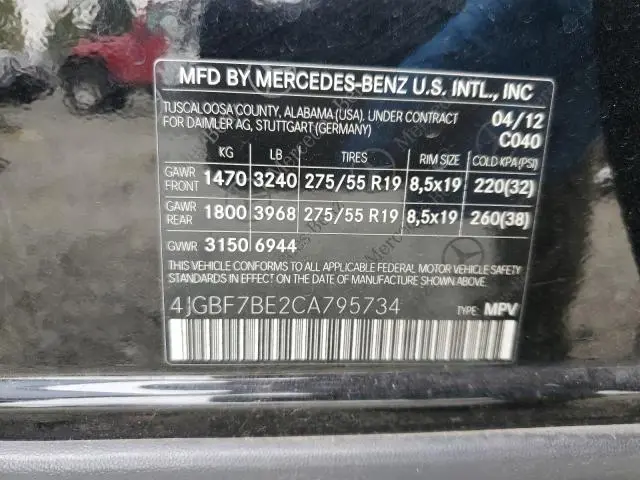 MFD BY MERCEDES-BENZ U.S. INTL., INC
TUSCALOOSA COUNTY, ALABAMA (USA). UNDER CONTRACT 04/12
FOR DAIMLER AG, STUTTGART (GERMANY) C040
KG LB TIRES RIM SIZE COLD KPA (PSI)
GAWR FRONT 1470 3240 275/55 R19 8,5x19 220(32)
GAWR REAR 1800 3968 275/55 R19 8,5x19 260(38)
GVWR 3150 6944
THIS VEHICLE CONFORMS TO ALL APPLICABLE FEDERAL MOTOR VEHICLE SAFETY
STANDARDS IN EFFECT ON THE DATE OF MANUFACTURE SHOWN ABOVE.
4JGBF7BE2CA795734 TYPE: MPV